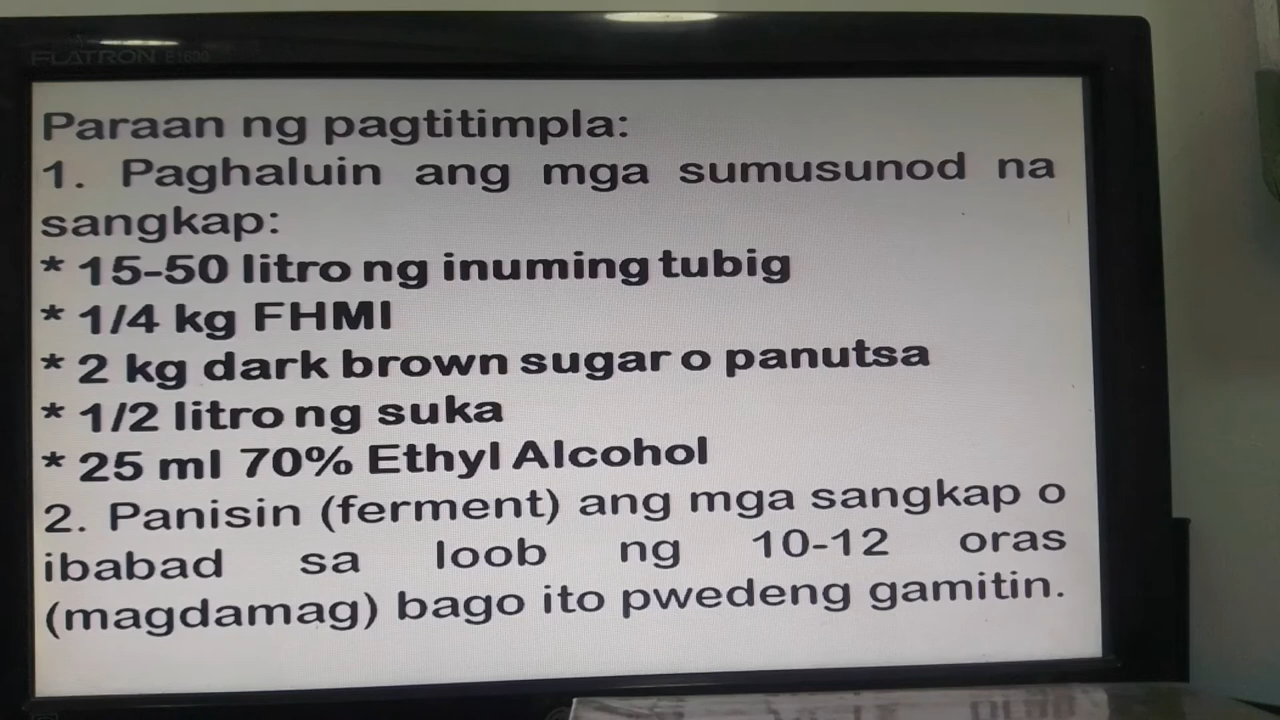 FLATRON
Paraan ng pagtitimpla:
1. Paghaluin ang mga sumusunod na
sangkap:
* 15-50 litro ng inuming tubig
* 1/4 kg FHMI
* 2 kg dark brown sugar o panutsa
* 1/2 litro ng suka
* 25 ml 70% Ethyl Alcohol
2. Panisin (ferment) ang mga sangkap o
ibabad sa loob ng 10-12 oras
(magdamag) bago ito pwedeng gamitin.